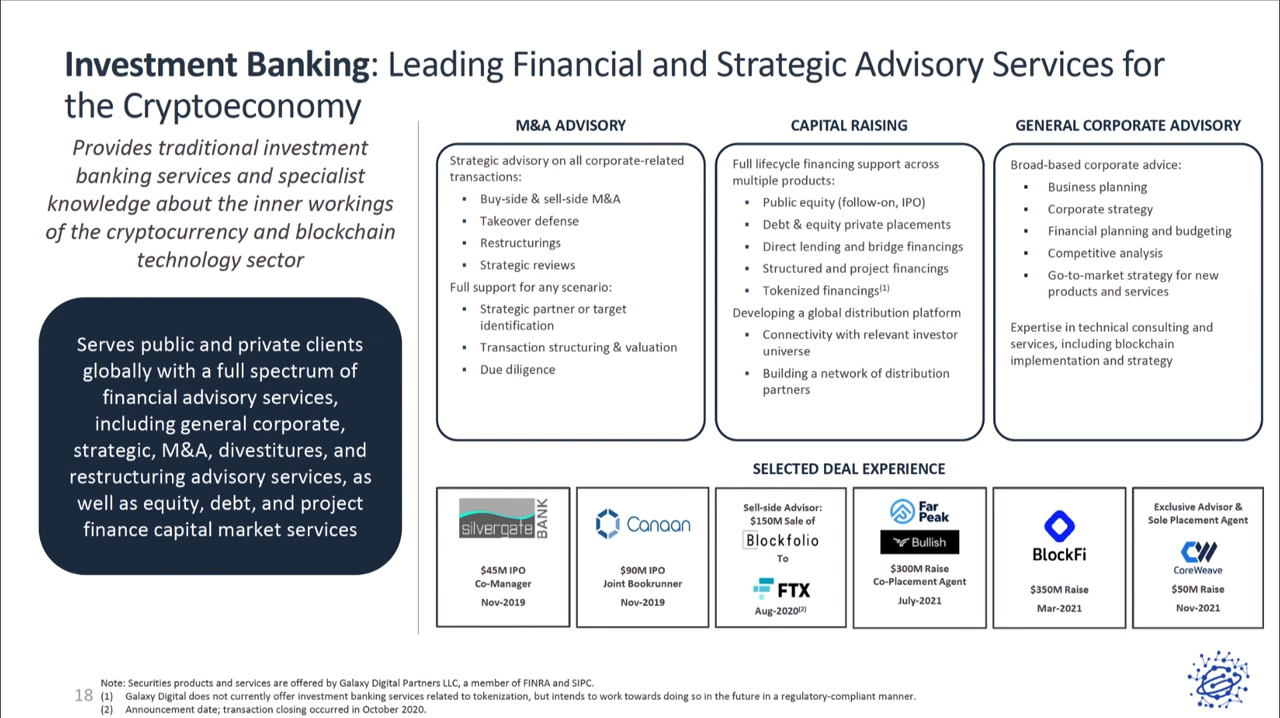 Investment Banking: Leading Financial and Strategic Advisory Services for
the Cryptoeconomy
Provides traditional investment
banking services and specialist
knowledge about the inner workings
of the cryptocurrency and blockchain
technology sector
Serves public and private clients
globally with a full spectrum of
financial advisory services,
including general corporate,
strategic, M&A, divestitures, and
restructuring advisory services, as
well as equity, debt, and project
finance capital market services
M&A ADVISORY
Strategic advisory on all corporate-related
transactions:
▪ Buy-side & sell-side M&A
▪ Takeover defense
▪ Restructurings
▪ Strategic reviews
Full support for any scenario:
▪ Strategic partner or target
identification
▪ Transaction structuring & valuation
▪ Due diligence
CAPITAL RAISING
Full lifecycle financing support across
multiple products:
▪ Public equity (follow-on, IPO)
▪ Debt & equity private placements
▪ Direct lending and bridge financings
▪ Structured and project financings
▪ Tokenized financings(1)
Developing a global distribution platform
▪ Connectivity with relevant investor
universe
▪ Building a network of distribution
partners
GENERAL CORPORATE ADVISORY
Broad-based corporate advice:
▪ Business planning
▪ Corporate strategy
▪ Financial planning and budgeting
▪ Competitive analysis
▪ Go-to-market strategy for new
products and services
Expertise in technical consulting and
services, including blockchain
implementation and strategy
SELECTED DEAL EXPERIENCE
silvergate BANK
$45M IPO
Co-Manager
Nov-2019
Canaan
$90M IPO
Joint Bookrunner
Nov-2019
Sell-side Advisor:
$150M Sale of
Blockfolio
To
FTX
Aug-2020(2)
Far
Peak
Bullish
$300M Raise
Co-Placement Agent
July-2021
BlockFi
$350M Raise
Mar-2021
Exclusive Advisor &
Sole Placement Agent
CoreWeave
$50M Raise
Nov-2021
18
Note: Securities products and services are offered by Galaxy Digital Partners LLC, a member of FINRA and SIPC.
(1) Galaxy Digital does not currently offer investment banking services related to tokenization, but intends to work towards doing so in the future in a regulatory-compliant manner.
(2) Announcement date; transaction closing occurred in October 2020.